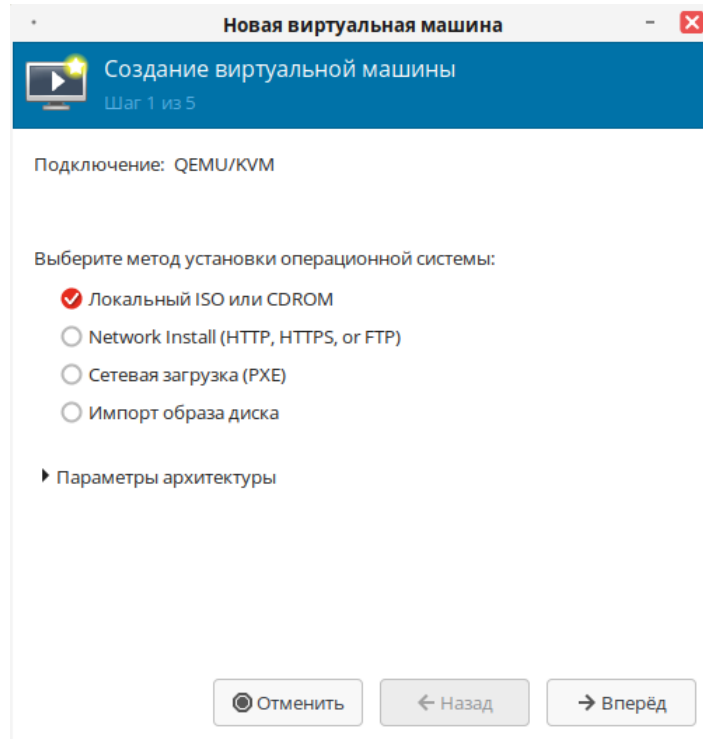 Новая виртуальная машина
Создание виртуальной машины
Шаг 1 из 5
Подключение: QEMU/KVM
Выберите метод установки операционной системы:
Локальный ISO или CDROM
Network Install (HTTP, HTTPS, or FTP)
Сетевая загрузка (PXE)
Импорт образа диска
Параметры архитектуры
Отменить Назад Вперёд